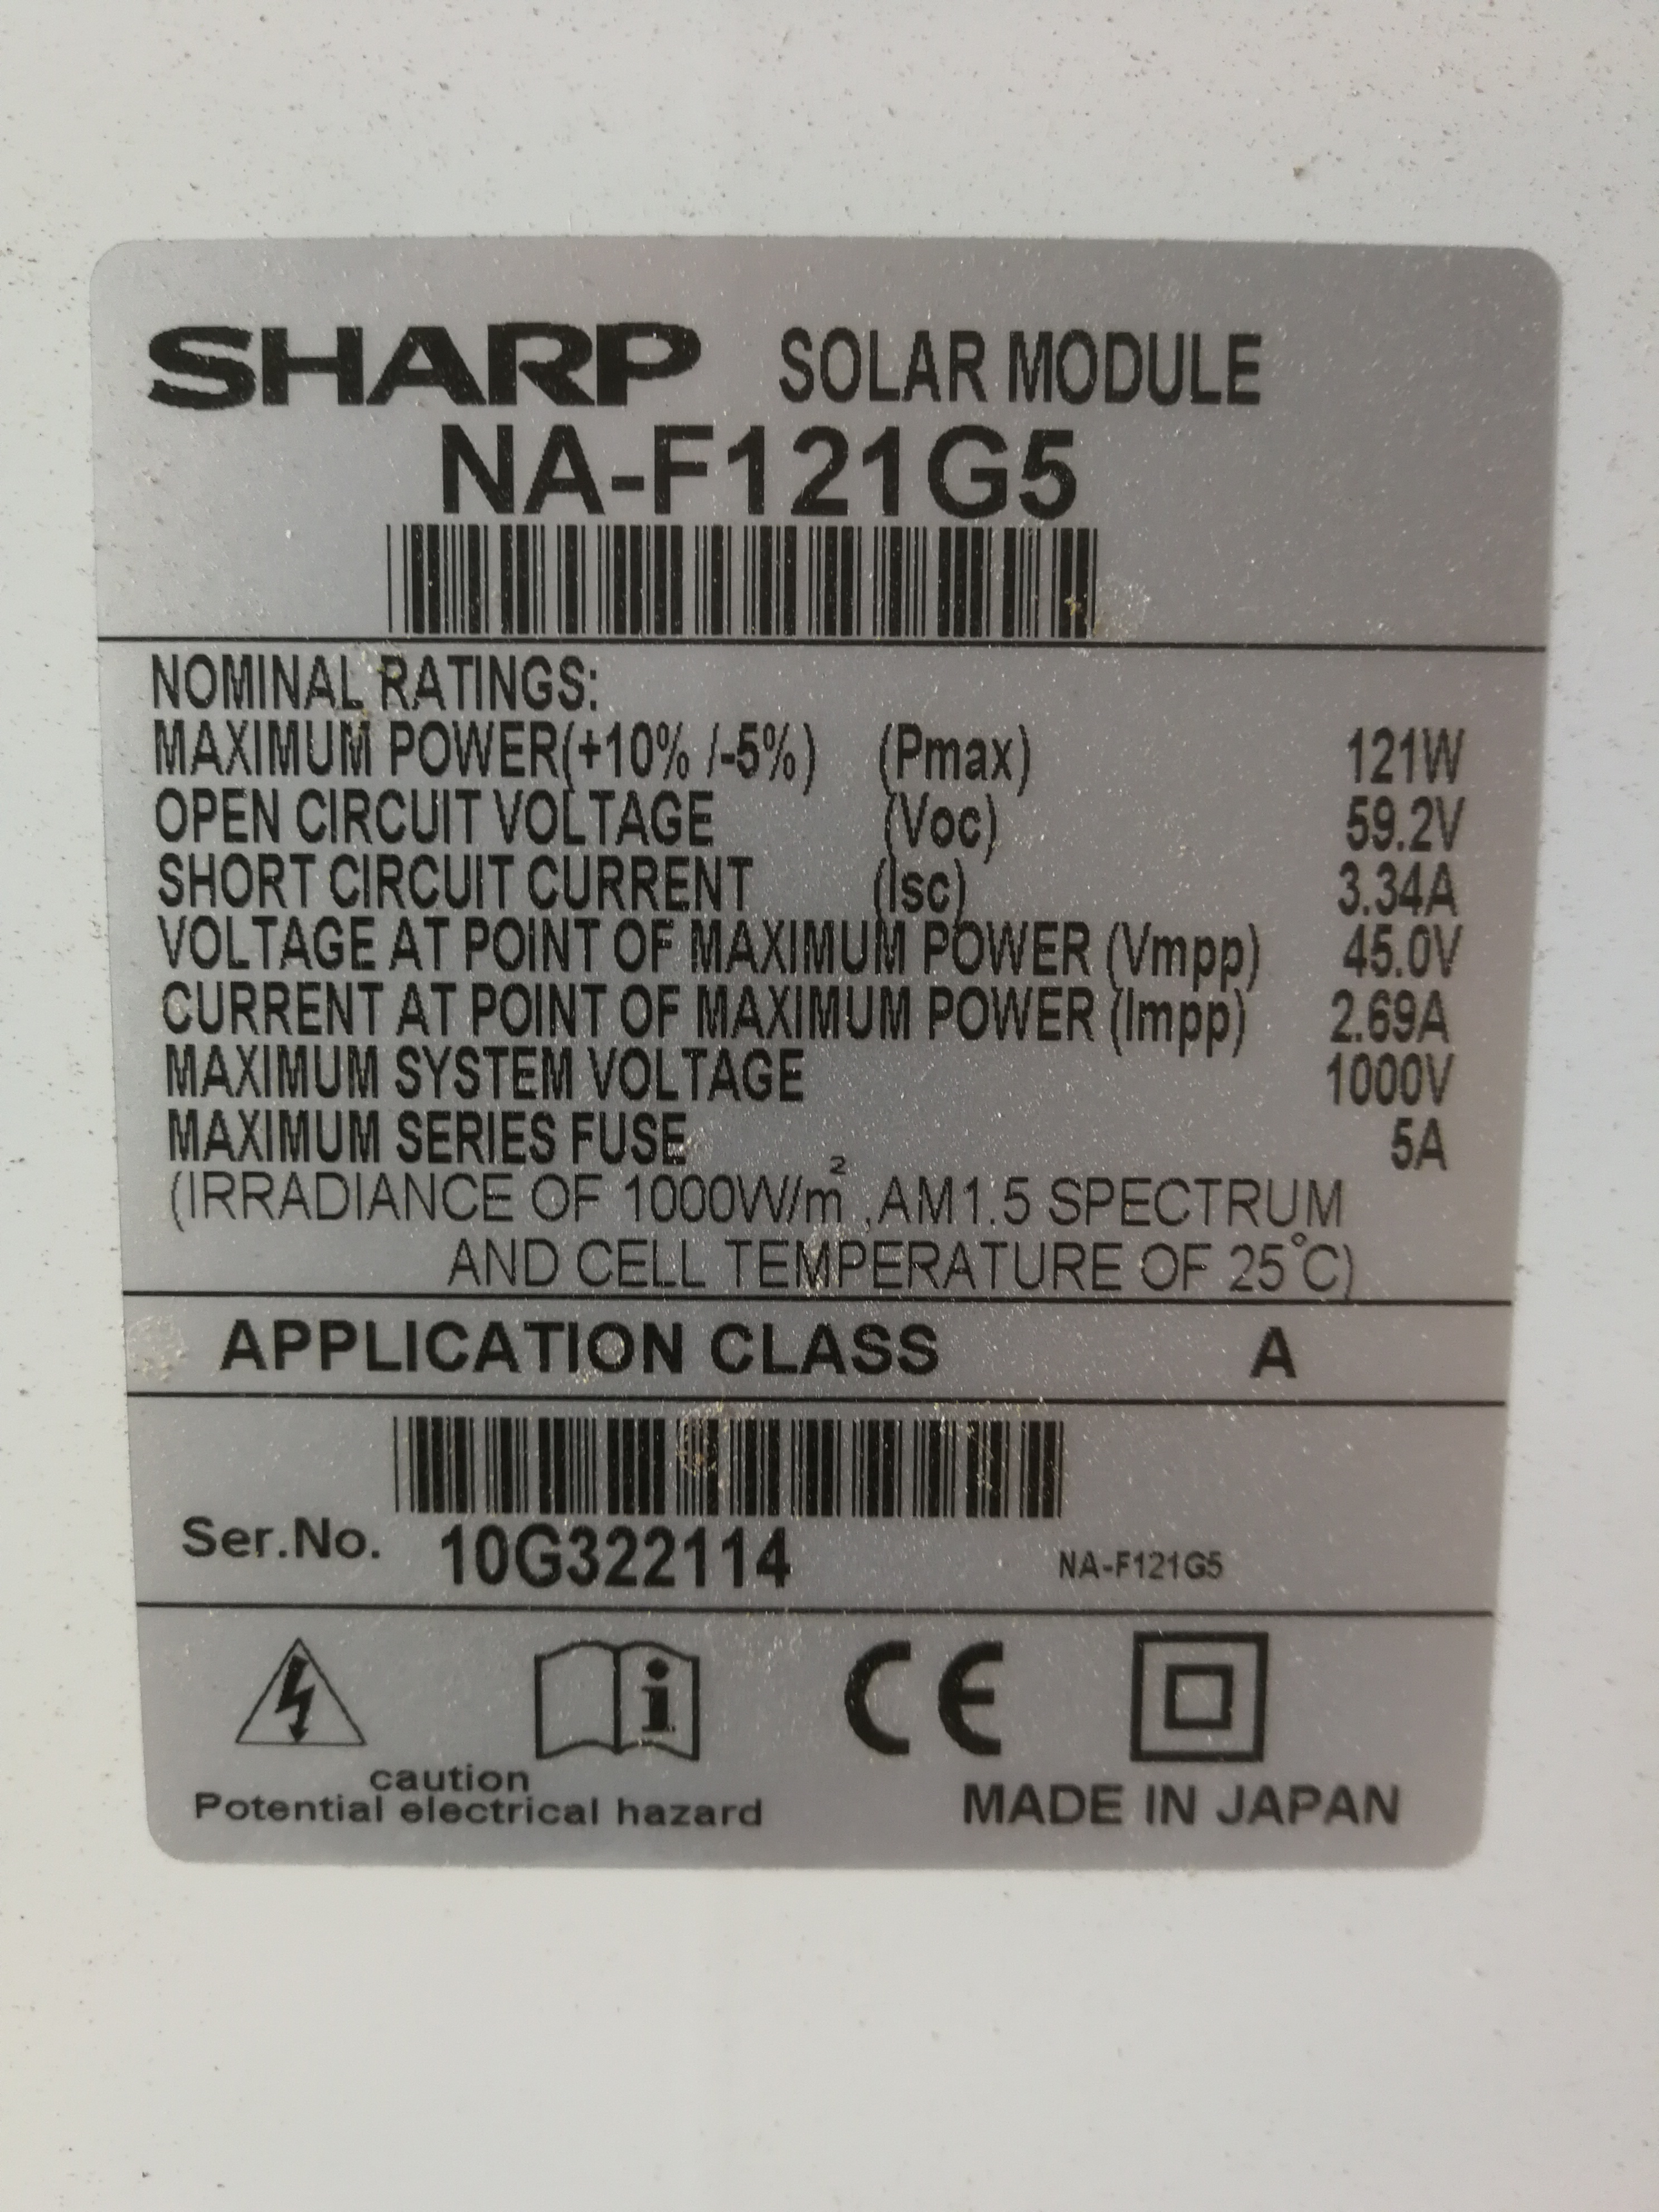 SHARP SOLAR MODULE
NA-F121G5
NOMINAL RATINGS:
MAXIMUM POWER(+10% /-5%) (Pmax) 121W
OPEN CIRCUIT VOLTAGE (Voc) 59.2V
SHORT CIRCUIT CURRENT (Isc) 3.34A
VOLTAGE AT POINT OF MAXIMUM POWER (Vmpp) 45.0V
CURRENT AT POINT OF MAXIMUM POWER (Impp) 2.69A
MAXIMUM SYSTEM VOLTAGE 1000V
MAXIMUM SERIES FUSE 5A
(IRRADIANCE OF 1000W/m² ,AM1.5 SPECTRUM
AND CELL TEMPERATURE OF 25°C)
APPLICATION CLASS A
Ser.No. 10G322114 NA-F121G5
i CE
caution
Potential electrical hazard MADE IN JAPAN